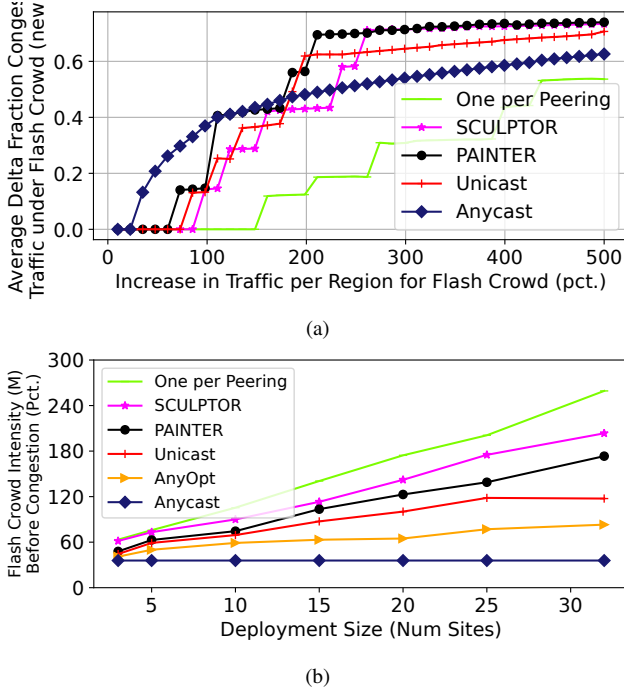 Average Delta Fraction Conges
Traffic under Flash Crowd (new
0.6
0.4
0.2
0.0
One per Peering
SCULPTOR
PAINTER
Unicast
Anycast
0 100 200 300 400 500
Increase in Traffic per Region for Flash Crowd (pct.)
(a)
Flash Crowd Intensity (M)
Before Congestion (Pct.)
300
240
180
120
60
0
One per Peering
SCULPTOR
PAINTER
Unicast
AnyOpt
Anycast
5 10 15 20 25 30
Deployment Size (Num Sites)
(b)